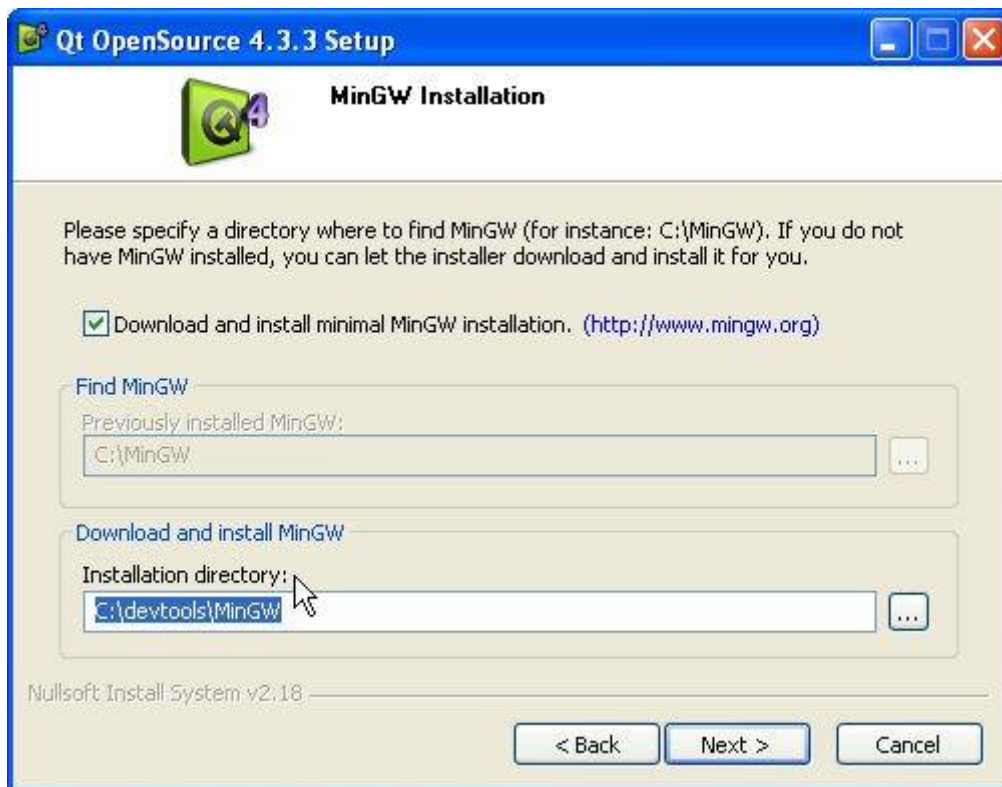 Qt OpenSource 4.3.3 Setup
MinGW Installation
Please specify a directory where to find MinGW (for instance: C:\MinGW). If you do not
have MinGW installed, you can let the installer download and install it for you.
Download and install minimal MinGW installation. (http://www.mingw.org)
Find MinGW
Previously installed MinGW:
C:\MinGW
...
Download and install MinGW
Installation directory:
C:\devtools\MinGW
...
Nullsoft Install System v2.18
< Back Next > Cancel